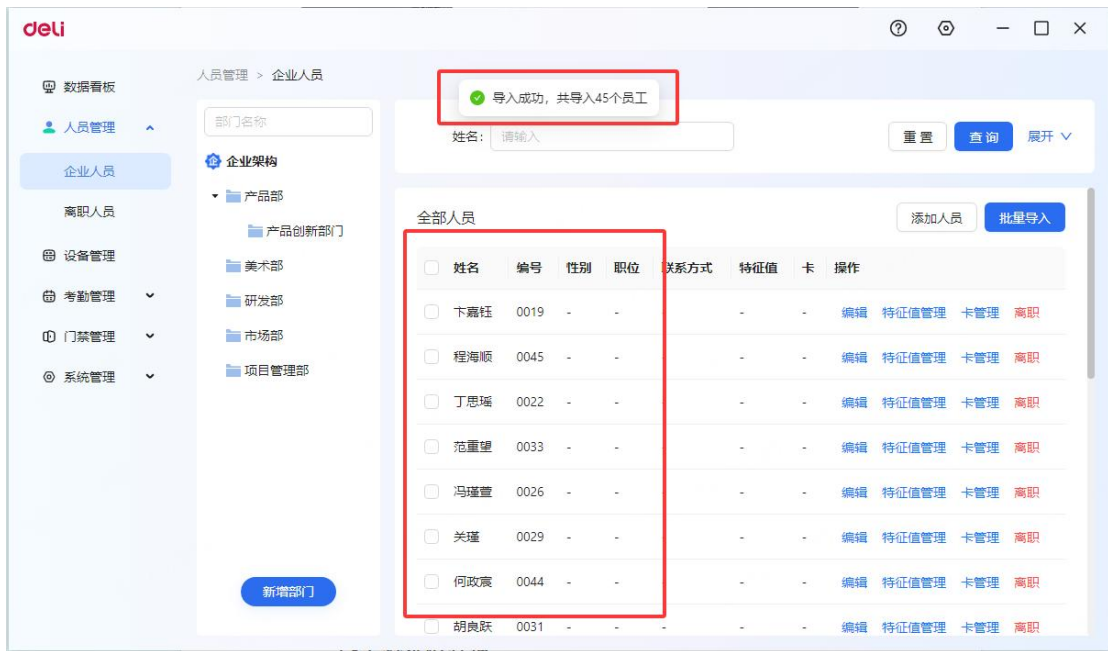 deli
数据看板
人员管理
企业人员
离职人员
设备管理
考勤管理
门禁管理
系统管理
人员管理 > 企业人员
部门名称
企业架构
产品部
产品创新部门
美术部
研发部
市场部
项目管理部
新增部门
导入成功，共导入45个员工
姓名: 请输入 重置 查询 展开
全部人员 添加人员 批量导入
姓名 编号 性别 职位 联系方式 特征值 卡 操作
卞嘉钰 0019 - - - - - 编辑 特征值管理 卡管理 离职
程海顺 0045 - - - - - 编辑 特征值管理 卡管理 离职
丁思瑶 0022 - - - - - 编辑 特征值管理 卡管理 离职
范重望 0033 - - - - - 编辑 特征值管理 卡管理 离职
冯瑾萱 0026 - - - - - 编辑 特征值管理 卡管理 离职
关瑾 0029 - - - - - 编辑 特征值管理 卡管理 离职
何政宸 0044 - - - - - 编辑 特征值管理 卡管理 离职
胡良跃 0031 - - - - - 编辑 特征值管理 卡管理 离职